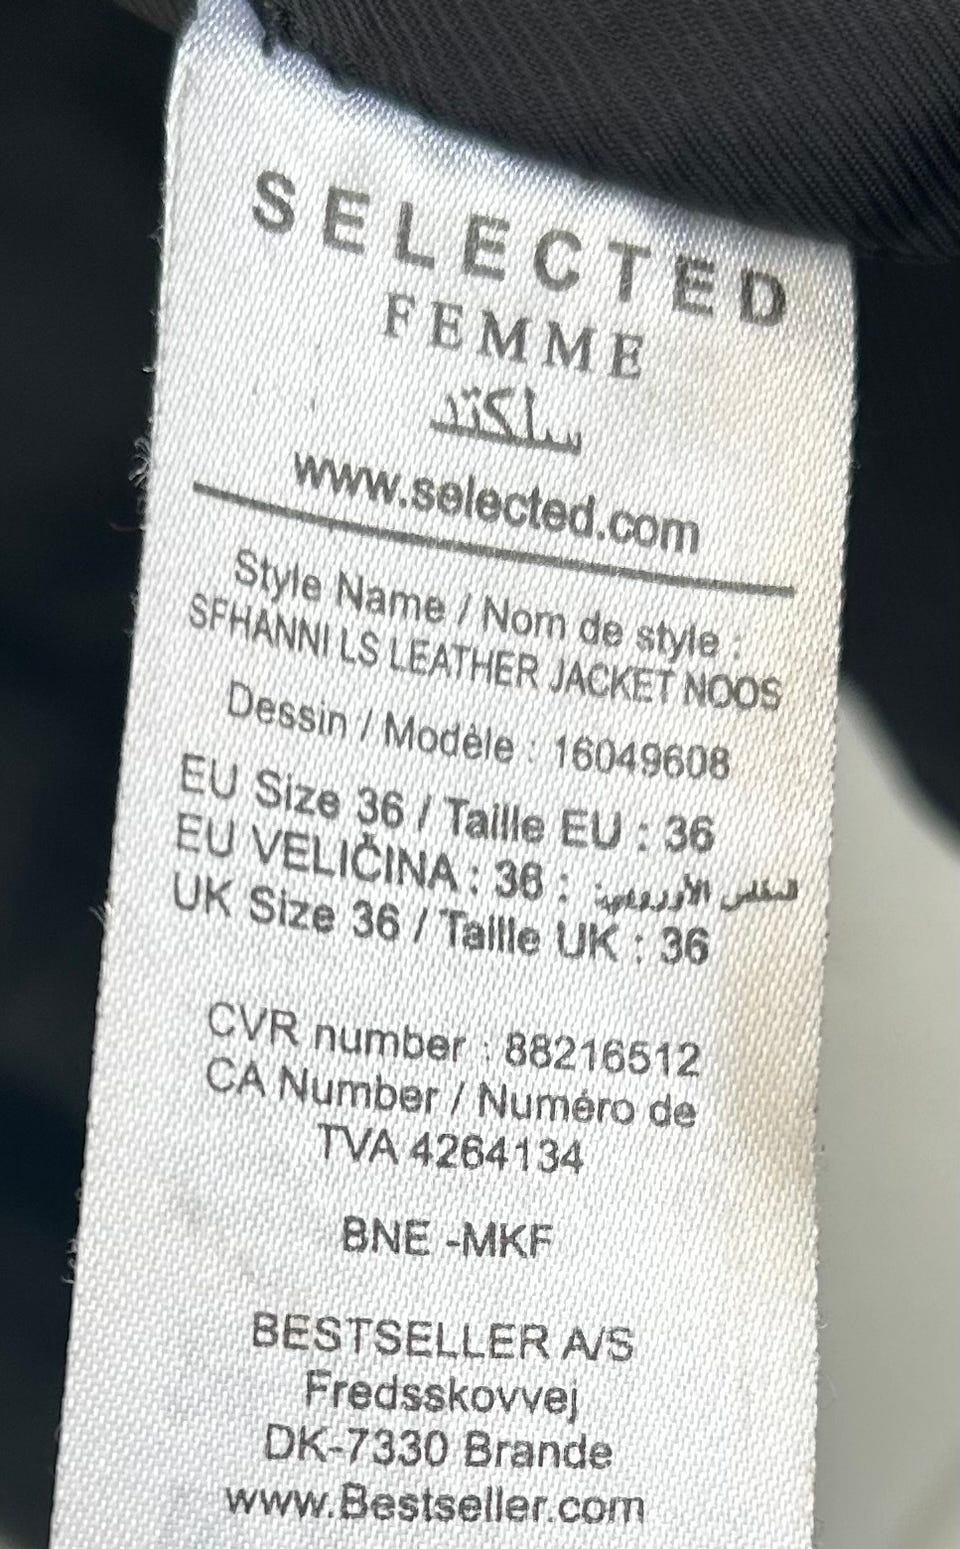 SELECTED
FEMME
سلكتد
www.selected.com
Style Name / Nom de style :
SFHANNI LS LEATHER JACKET NOOS
Dessin / Modèle : 16049608
EU Size 36 / Taille EU : 36
EU VELIČINA : 36 :
UK Size 36 / Taille UK : 36
CVR number : 88216512
CA Number / Numéro de
TVA 4264134
BNE -MKF
BESTSELLER A/S
Fredsskovvej
DK-7330 Brande
www.Bestseller.com